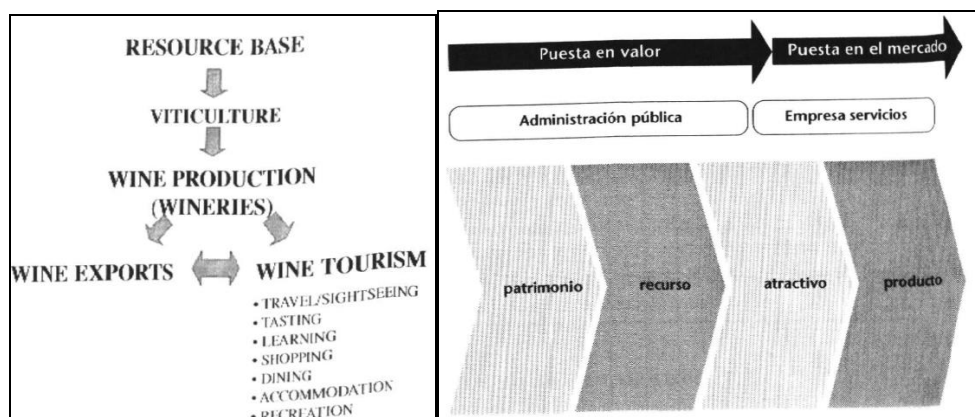 RESOURCE BASE
VITICULTURE
WINE PRODUCTION
(WINERIES)
WINE EXPORTS
WINE TOURISM
• TRAVEL/SIGHTSEEING
• TASTING
• LEARNING
• SHOPPING
• DINING
• ACCOMMODATION
• RECREATION
Puesta en valor
Puesta en el mercado
Administración pública
Empresa servicios
patrimonio
recurso
atractivo
producto